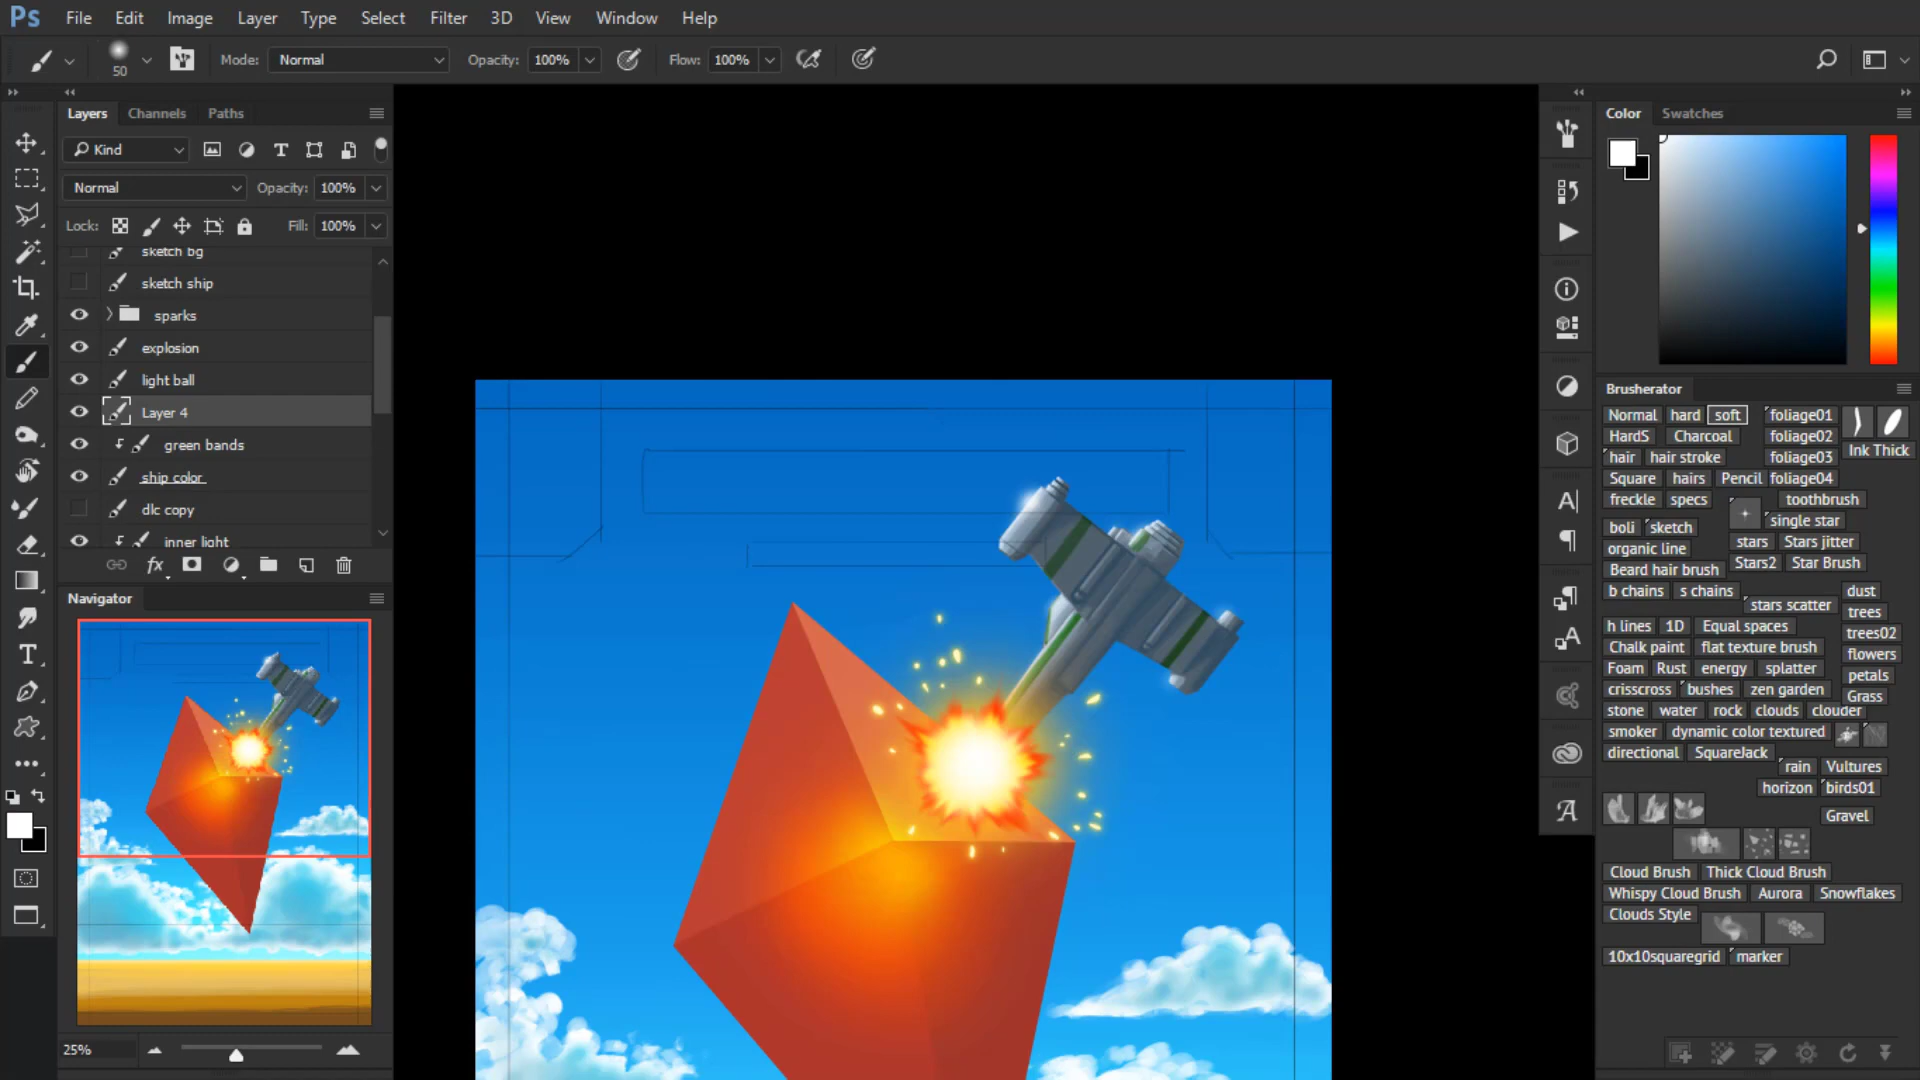 Ps File Edit Image Layer Type Select Filter 3D View Window Help
50 Mode: Normal Opacity: 100% Flow: 100%
Layers Channels Paths
Kind
Normal Opacity: 100%
Lock: Fill: 100%
sketch bg
sketch ship
sparks
explosion
light ball
Layer 4
green bands
ship color
dlc copy
inner light
fx
Navigator
25%
Color Swatches
Brusherator
Normal hard soft foliage01
HardS Charcoal foliage02
Ink Thick
hair hair stroke foliage03
Square hairs Pencil foliage04
freckle specs toothbrush
boli sketch single star
organic line stars Stars jitter
Beard hair brush Stars2 Star Brush
b chains s chains dust
stars scatter trees
h lines 1D Equal spaces trees02
Chalk paint flat texture brush flowers
Foam Rust energy splatter petals
crisscross bushes zen garden Grass
stone water rock clouds clouder
smoker dynamic color textured
directional SquareJack
rain Vultures
horizon birds01
Gravel
Cloud Brush Thick Cloud Brush
Whispy Cloud Brush Aurora Snowflakes
Clouds Style
10x10squaregrid marker